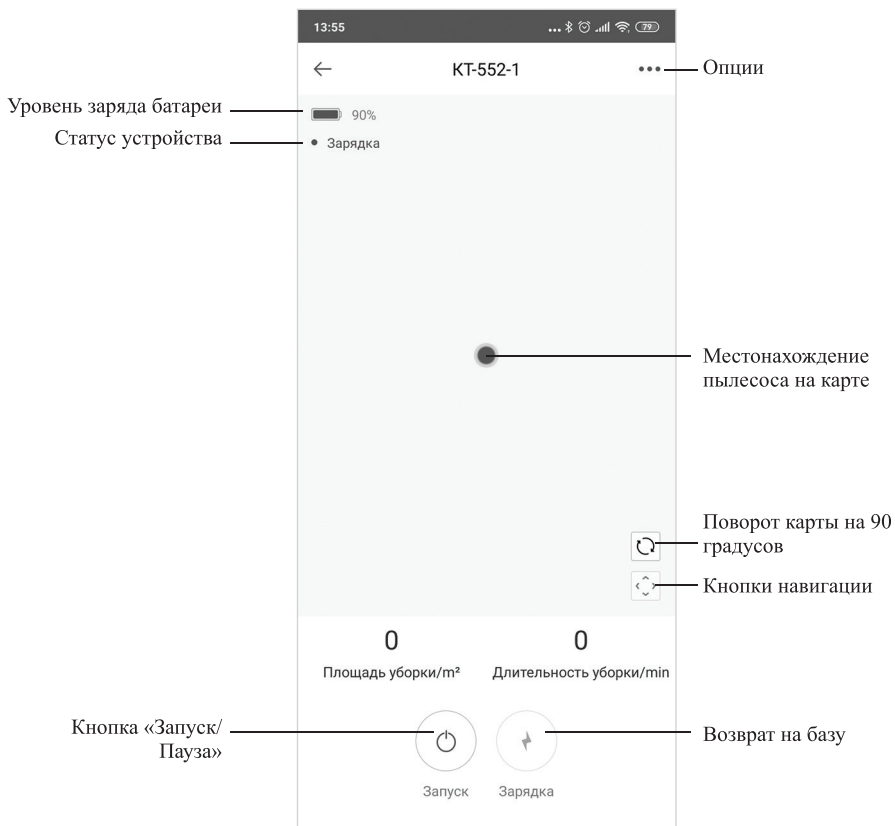 13:55
79
КТ-552-1
Опции
Уровень заряда батареи
90%
Статус устройства
Зарядка
Местонахождение
пылесоса на карте
Поворот карты на 90
градусов
Кнопки навигации
0
0
Площадь уборки/m²
Длительность уборки/min
Кнопка «Запуск/
Пауза»
Возврат на базу
Запуск
Зарядка